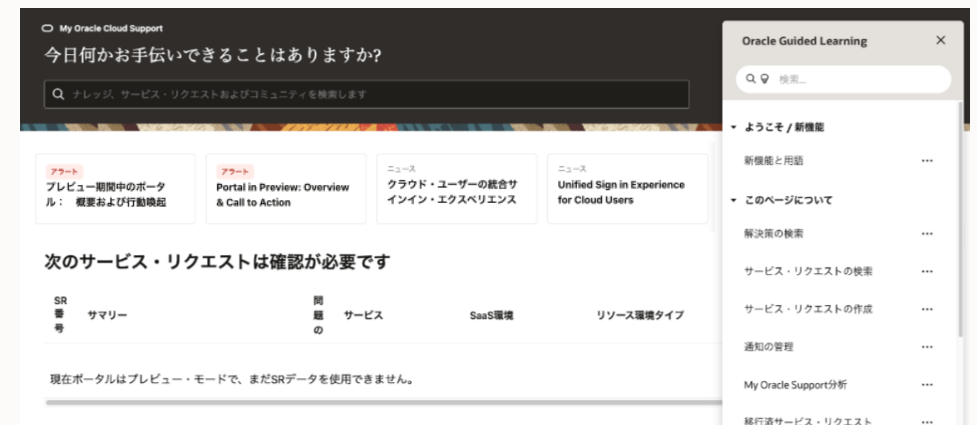 My Oracle Cloud Support
今日何かお手伝いできることはありますか?
ナレッジ、サービス・リクエストおよびコミュニティを検索します
アラート
プレビュー期間中のポータ
ル： 概要および行動喚起
アラート
Portal in Preview: Overview
& Call to Action
ニュース
クラウド・ユーザーの統合サ
インイン・エクスペリエンス
ニュース
Unified Sign in Experience
for Cloud Users
次のサービス・リクエストは確認が必要です
SR
番
号
サマリー
問
題
の
サービス
SaaS環境
リソース環境タイプ
現在ポータルはプレビュー・モードで、まだSRデータを使用できません。
Oracle Guided Learning
検索...
ようこそ / 新機能
新機能と用語
このページについて
解決策の検索
サービス・リクエストの検索
サービス・リクエストの作成
通知の管理
My Oracle Support分析
移行済サービス・リクエスト